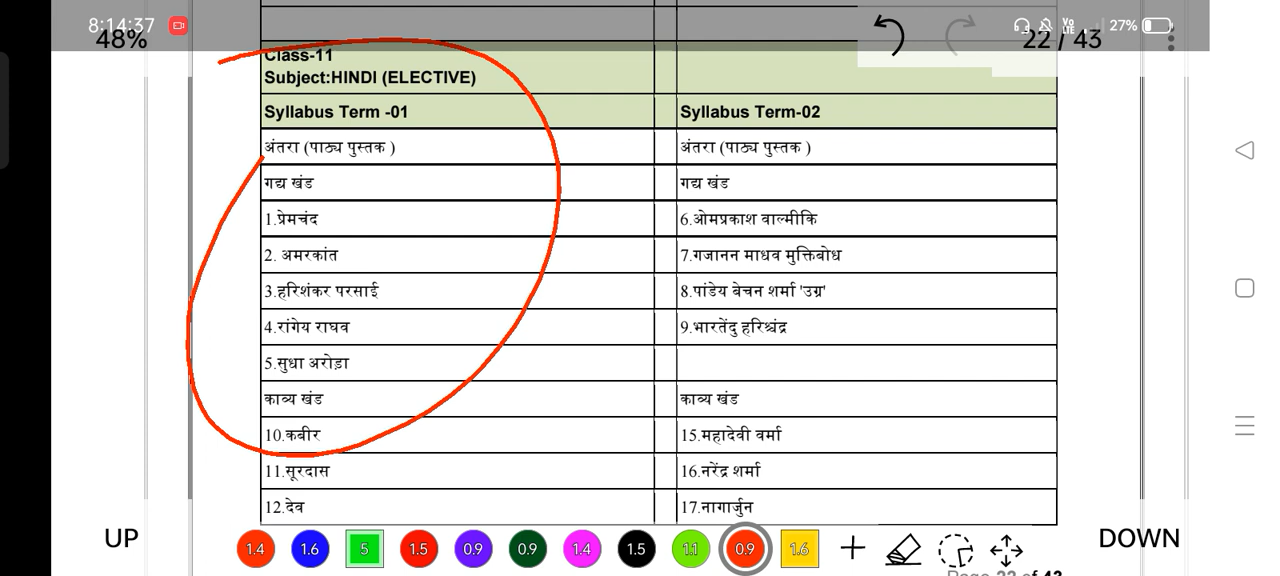 8:14:37
27%
48%
22 / 43
Class-11
Subject:HINDI (ELECTIVE)
Syllabus Term -01
Syllabus Term-02
अंतरा (पाठ्य पुस्तक )
अंतरा (पाठ्य पुस्तक )
गद्य खंड
गद्य खंड
1.प्रेमचंद
6.ओमप्रकाश वाल्मीकि
2. अमरकांत
7.गजानन माधव मुक्तिबोध
3.हरिशंकर परसाई
8.पांडेय बेचन शर्मा 'उग्र'
4.रांगेय राघव
9.भारतेंदु हरिश्चंद्र
5.सुधा अरोड़ा
काव्य खंड
काव्य खंड
10.कबीर
15.महादेवी वर्मा
11.सूरदास
16.नरेंद्र शर्मा
12.देव
17.नागार्जुन
UP
1.4 1.6 5 1.5 0.9 0.9 1.4 1.5 1.1 0.9 1.6
DOWN
Page 22 of 43